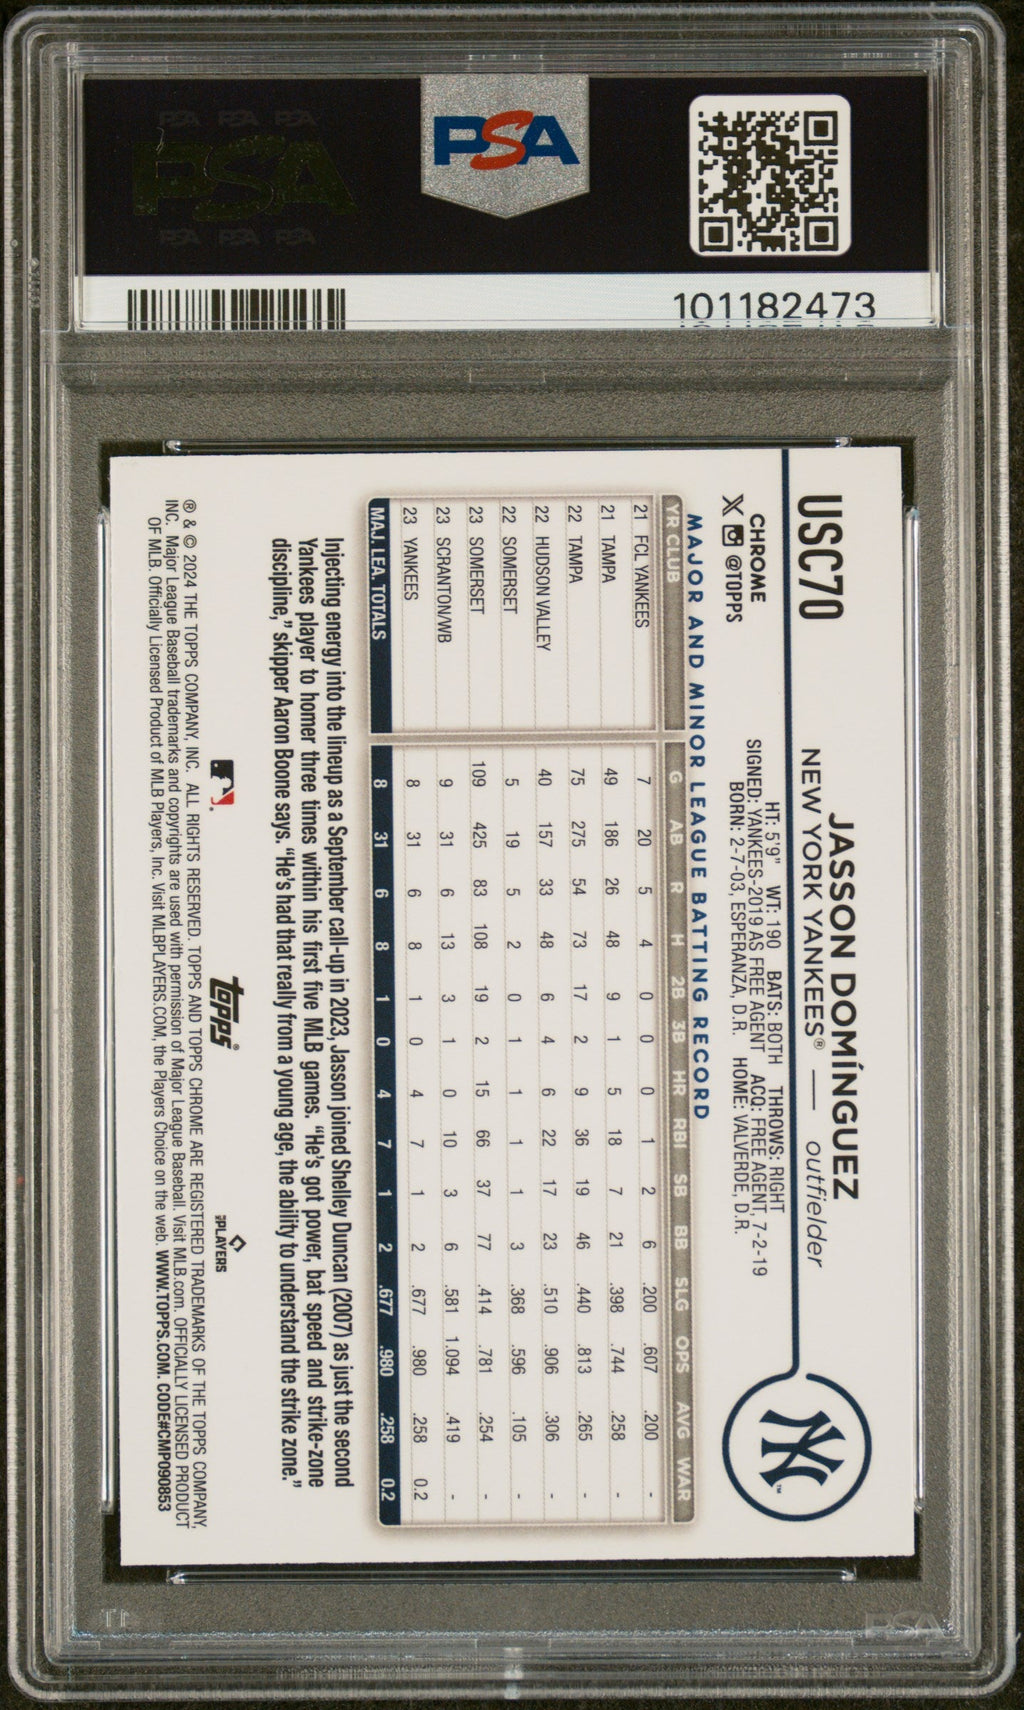 PSA PSA PSA
PSA
PSA PSA PSA
PSA
101182473
USC70
JASSON DOMÍNGUEZ
NEW YORK YANKEES® — outfielder
CHROME
@TOPPS
HT: 5'9" WT: 190 BATS: BOTH THROWS: RIGHT
SIGNED: YANKEES-2019 AS FREE AGENT ACQ: FREE AGENT, 7-2-19
BORN: 2-7-03, ESPERANZA, D.R. HOME: VALVERDE, D.R.
NY ™
MAJOR AND MINOR LEAGUE BATTING RECORD
YR CLUB G AB R H 2B 3B HR RBI SB BB SLG OPS AVG WAR
21 FCL YANKEES 7 20 5 4 0 0 0 1 2 6 .200 .607 .200 -
21 TAMPA 49 186 26 48 9 1 5 18 7 21 .398 .744 .258 -
22 TAMPA 75 275 54 73 17 2 9 36 19 46 .440 .813 .265 -
22 HUDSON VALLEY 40 157 33 48 6 4 6 22 17 23 .510 .906 .306 -
22 SOMERSET 5 19 5 2 0 1 1 1 1 3 .368 .596 .105 -
23 SOMERSET 109 425 83 108 19 2 15 66 37 77 .414 .781 .254 -
23 SCRANTON/WB 9 31 6 13 3 1 0 10 3 6 .581 1.094 .419 -
23 YANKEES 8 31 6 8 1 0 4 7 1 2 .677 .980 .258 0.2
MAJ. LEA. TOTALS 8 31 6 8 1 0 4 7 1 2 .677 .980 .258 0.2
Injecting energy into the lineup as a September call-up in 2023, Jasson joined Shelley Duncan (2007) as just the second
Yankees player to homer three times within his first five MLB games. "He's got power, bat speed and strike-zone
discipline," skipper Aaron Boone says. "He's had that really from a young age, the ability to understand the strike zone."
topps®
PLAYERS
® & © 2024 THE TOPPS COMPANY, INC. ALL RIGHTS RESERVED. TOPPS AND TOPPS CHROME ARE REGISTERED TRADEMARKS OF THE TOPPS COMPANY,
INC. Major League Baseball trademarks and copyrights are used with permission of Major League Baseball. Visit MLB.com. OFFICIALLY LICENSED PRODUCT
OF MLB. Officially Licensed Product of MLB Players, Inc. Visit MLBPLAYERS.COM, the Players Choice on the web. WWW.TOPPS.COM. CODE#CMP090853
PSA